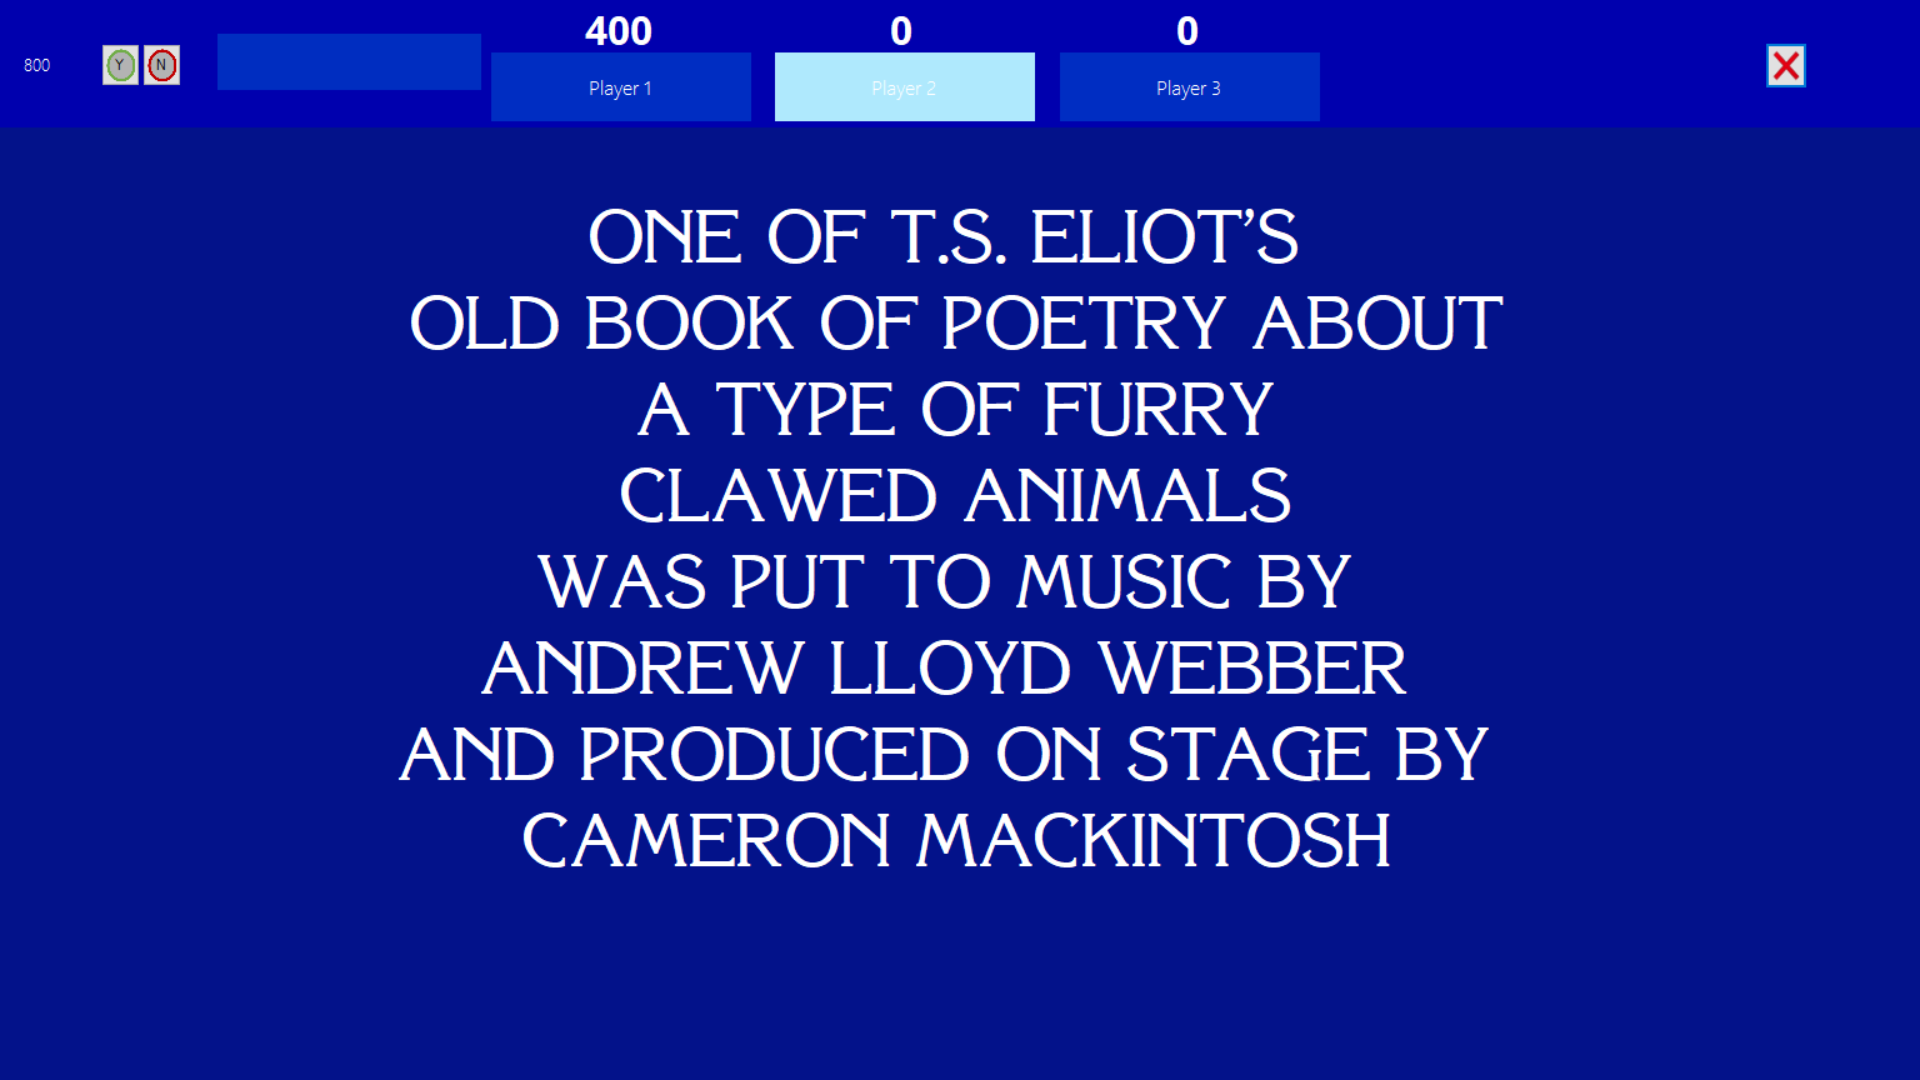 400
0
0
800
Y
N
Player 1
Player 2
Player 3
ONE OF T.S. ELIOT'S
OLD BOOK OF POETRY ABOUT
A TYPE OF FURRY
CLAWED ANIMALS
WAS PUT TO MUSIC BY
ANDREW LLOYD WEBBER
AND PRODUCED ON STAGE BY
CAMERON MACKINTOSH